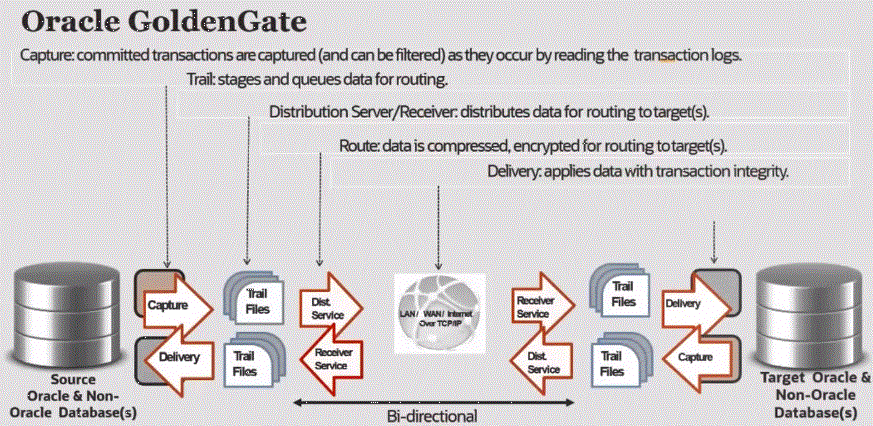 Oracle GoldenGate
Capture: committed transactions are captured (and can be filtered) as they occur by reading the transaction logs.
Trail: stages and queues data for routing.
Distribution Server/Receiver: distributes data for routing to target(s).
Route: data is compressed, encrypted for routing to target(s).
Delivery: applies data with transaction integrity.
Capture
Trail
Files
Dist.
Service
LAN / WAN / Internet
Over TCP/IP
Receiver
Service
Trail
Files
Delivery
Delivery
Trail
Files
Receiver
Service
Dist.
Service
Trail
Files
Capture
Source
Oracle & Non-
Oracle Database(s)
Bi-directional
Target Oracle &
Non-Oracle
Database(s)